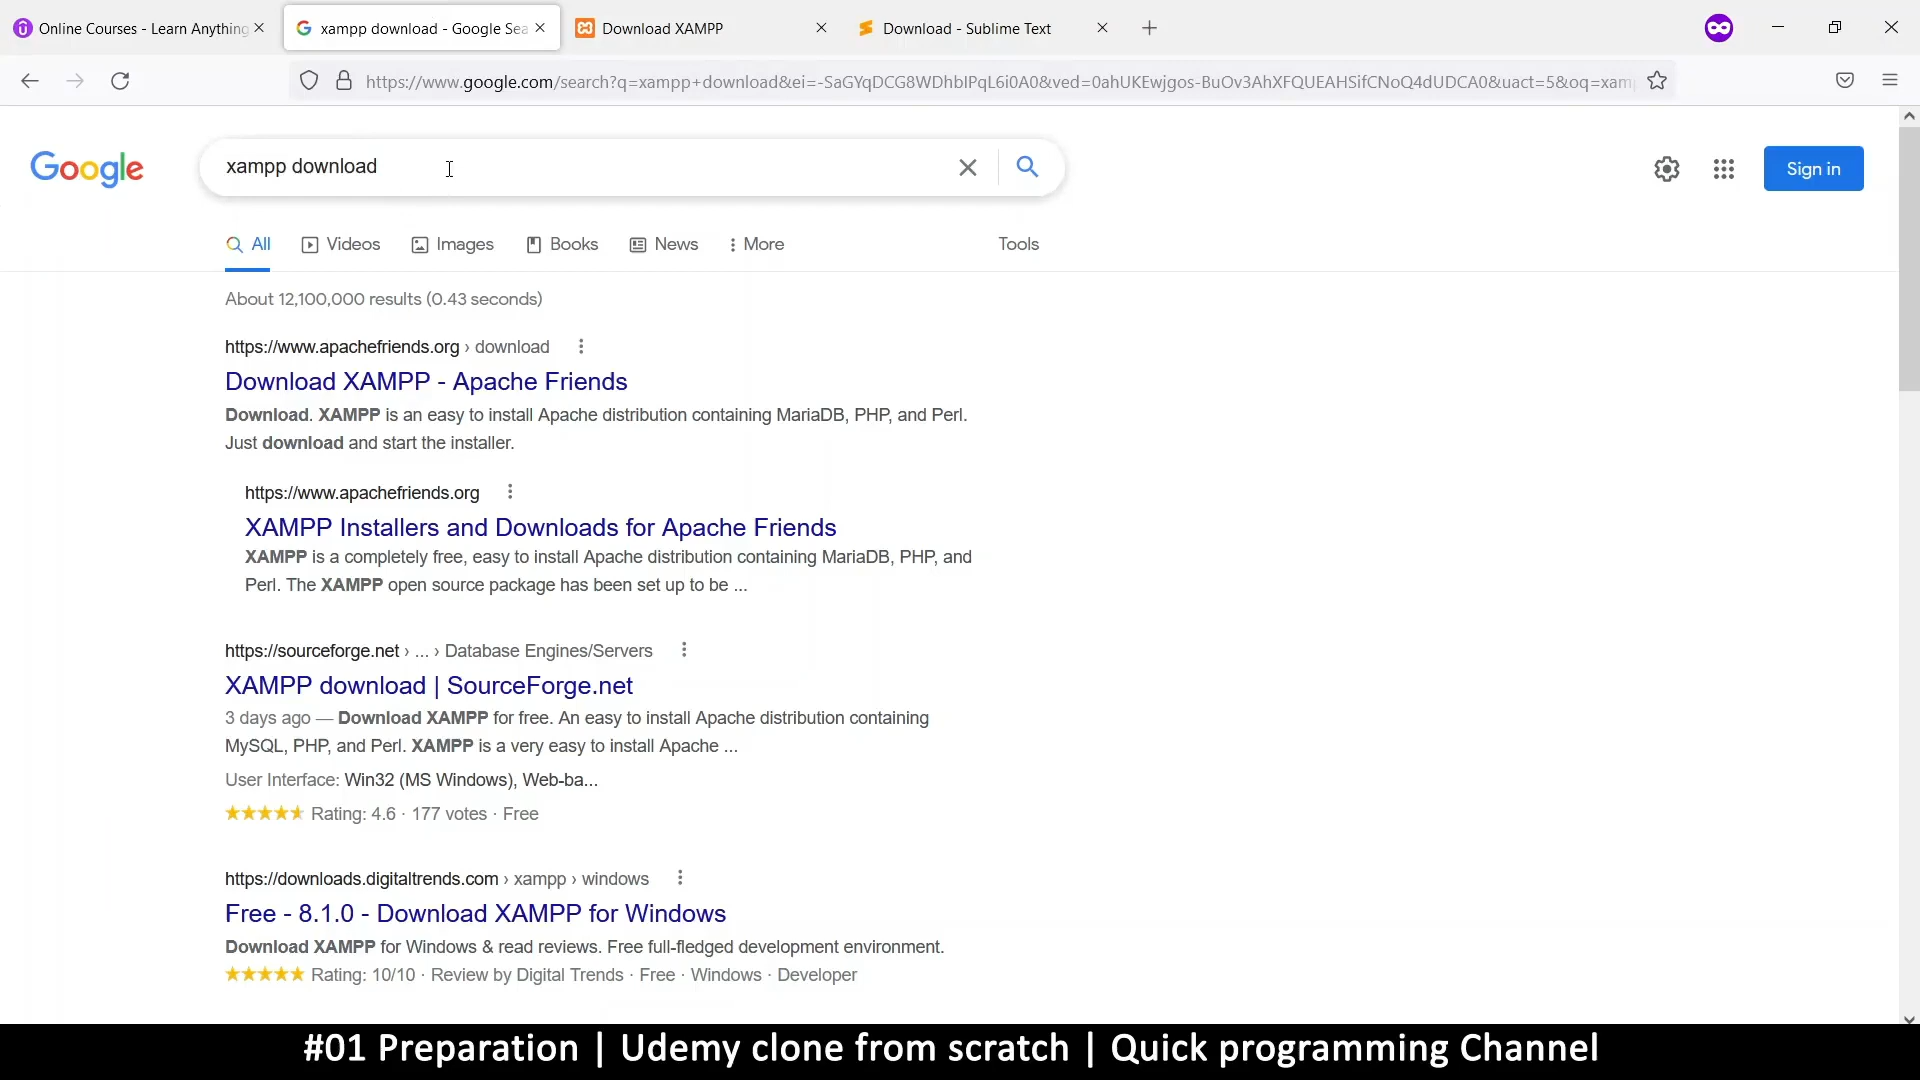 Online Courses - Learn Anything
xampp download - Google Sea
Download XAMPP
Download - Sublime Text
https://www.google.com/search?q=xampp+download&ei=-SaGYqDCG8WDhbIPqL6i0A0&ved=0ahUKEwjgos-BuOv3AhXFQUEAHSifCNoQ4dUDCA0&uact=5&oq=xam
Google
xampp download
Sign in
All
Videos
Images
Books
News
More
Tools
About 12,100,000 results (0.43 seconds)
https://www.apachefriends.org › download
Download XAMPP - Apache Friends
Download. XAMPP is an easy to install Apache distribution containing MariaDB, PHP, and Perl.
Just download and start the installer.
https://www.apachefriends.org
XAMPP Installers and Downloads for Apache Friends
XAMPP is a completely free, easy to install Apache distribution containing MariaDB, PHP, and
Perl. The XAMPP open source package has been set up to be ...
https://sourceforge.net › ... › Database Engines/Servers
XAMPP download | SourceForge.net
3 days ago — Download XAMPP for free. An easy to install Apache distribution containing
MySQL, PHP, and Perl. XAMPP is a very easy to install Apache ...
User Interface: Win32 (MS Windows), Web-ba...
Rating: 4.6 · 177 votes · Free
https://downloads.digitaltrends.com › xampp › windows
Free - 8.1.0 - Download XAMPP for Windows
Download XAMPP for Windows & read reviews. Free full-fledged development environment.
Rating: 10/10 · Review by Digital Trends · Free · Windows · Developer
#01 Preparation | Udemy clone from scratch | Quick programming Channel